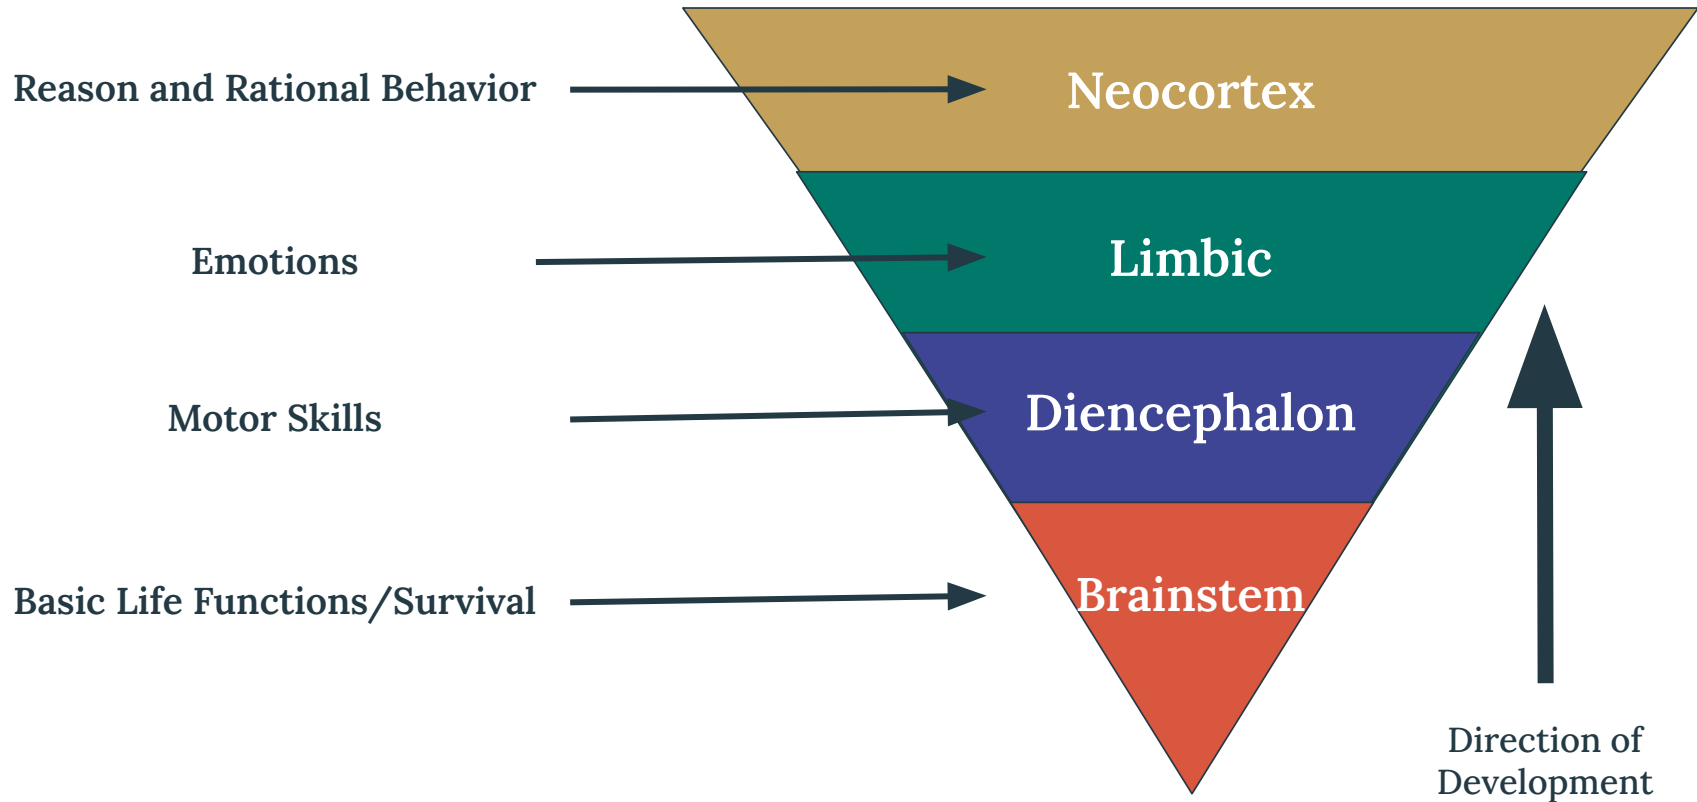 Reason and Rational Behavior
Neocortex
Emotions
Limbic
Motor Skills
Diencephalon
Basic Life Functions/Survival
Brainstem
Direction of
Development